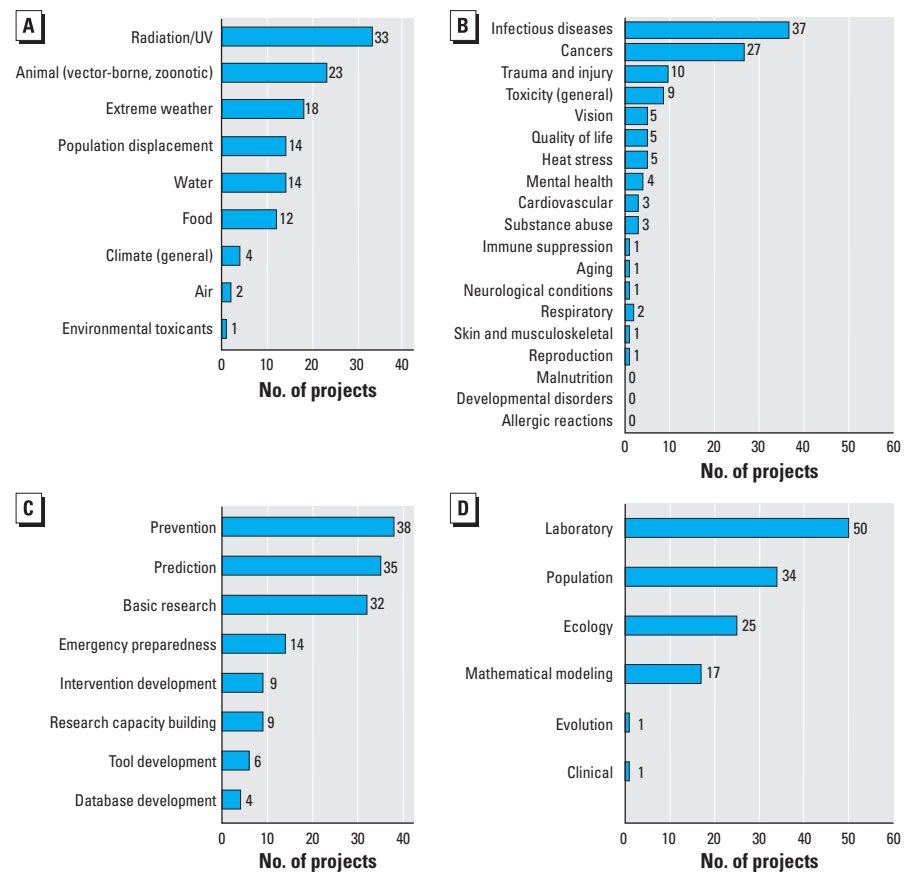 A
Radiation/UV 33
Animal (vector-borne, zoonotic) 23
Extreme weather 18
Population displacement 14
Water 14
Food 12
Climate (general) 4
Air 2
Environmental toxicants 1
0 10 20 30 40
No. of projects
B
Infectious diseases 37
Cancers 27
Trauma and injury 10
Toxicity (general) 9
Vision 5
Quality of life 5
Heat stress 5
Mental health 4
Cardiovascular 3
Substance abuse 3
Immune suppression 1
Aging 1
Neurological conditions 1
Respiratory 2
Skin and musculoskeletal 1
Reproduction 1
Malnutrition 0
Developmental disorders 0
Allergic reactions 0
0 10 20 30 40 50 60
No. of projects
C
Prevention 38
Prediction 35
Basic research 32
Emergency preparedness 14
Intervention development 9
Research capacity building 9
Tool development 6
Database development 4
0 10 20 30 40
No. of projects
D
Laboratory 50
Population 34
Ecology 25
Mathematical modeling 17
Evolution 1
Clinical 1
0 10 20 30 40 50 60
No. of projects